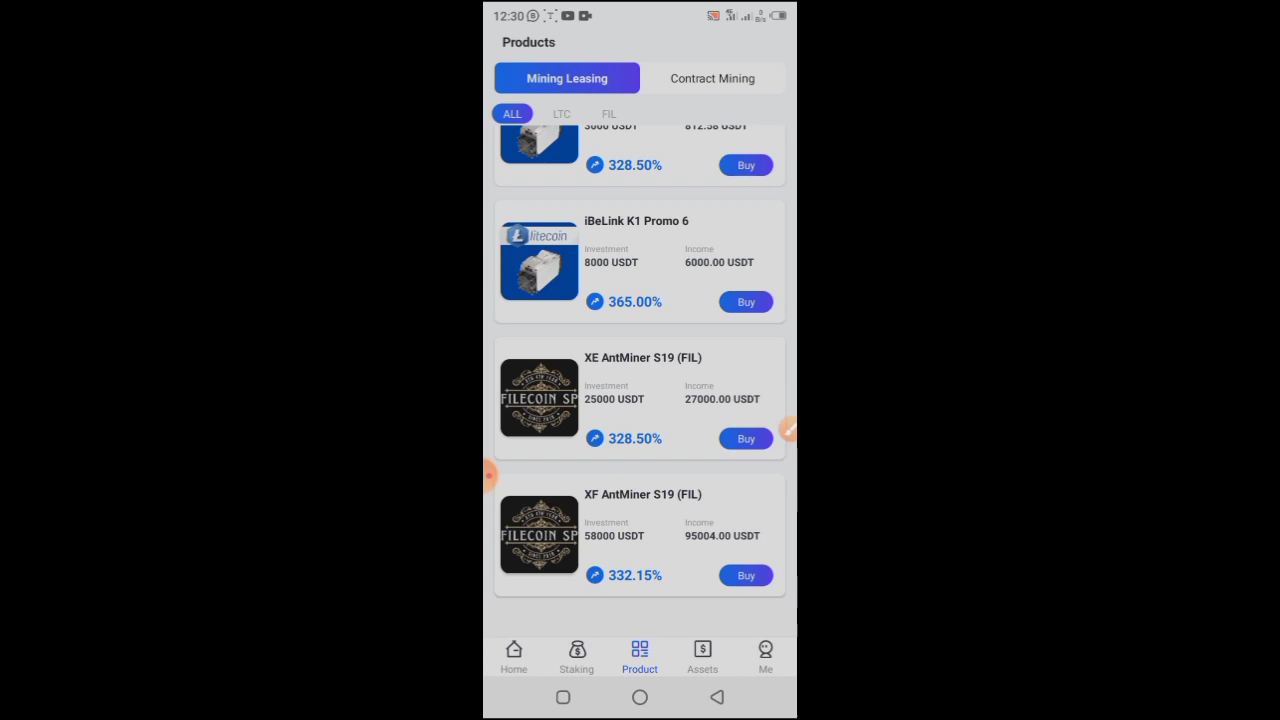 12:30
Products
Mining Leasing
Contract Mining
ALL
LTC
FIL
3000 USDT
812.58 USDT
328.50%
Buy
iBeLink K1 Promo 6
litecoin
Investment
Income
8000 USDT
6000.00 USDT
365.00%
Buy
XE AntMiner S19 (FIL)
FILECOIN SP
Investment
Income
25000 USDT
27000.00 USDT
328.50%
Buy
XF AntMiner S19 (FIL)
FILECOIN SP
Investment
Income
58000 USDT
95004.00 USDT
332.15%
Buy
Home
Staking
Product
Assets
Me